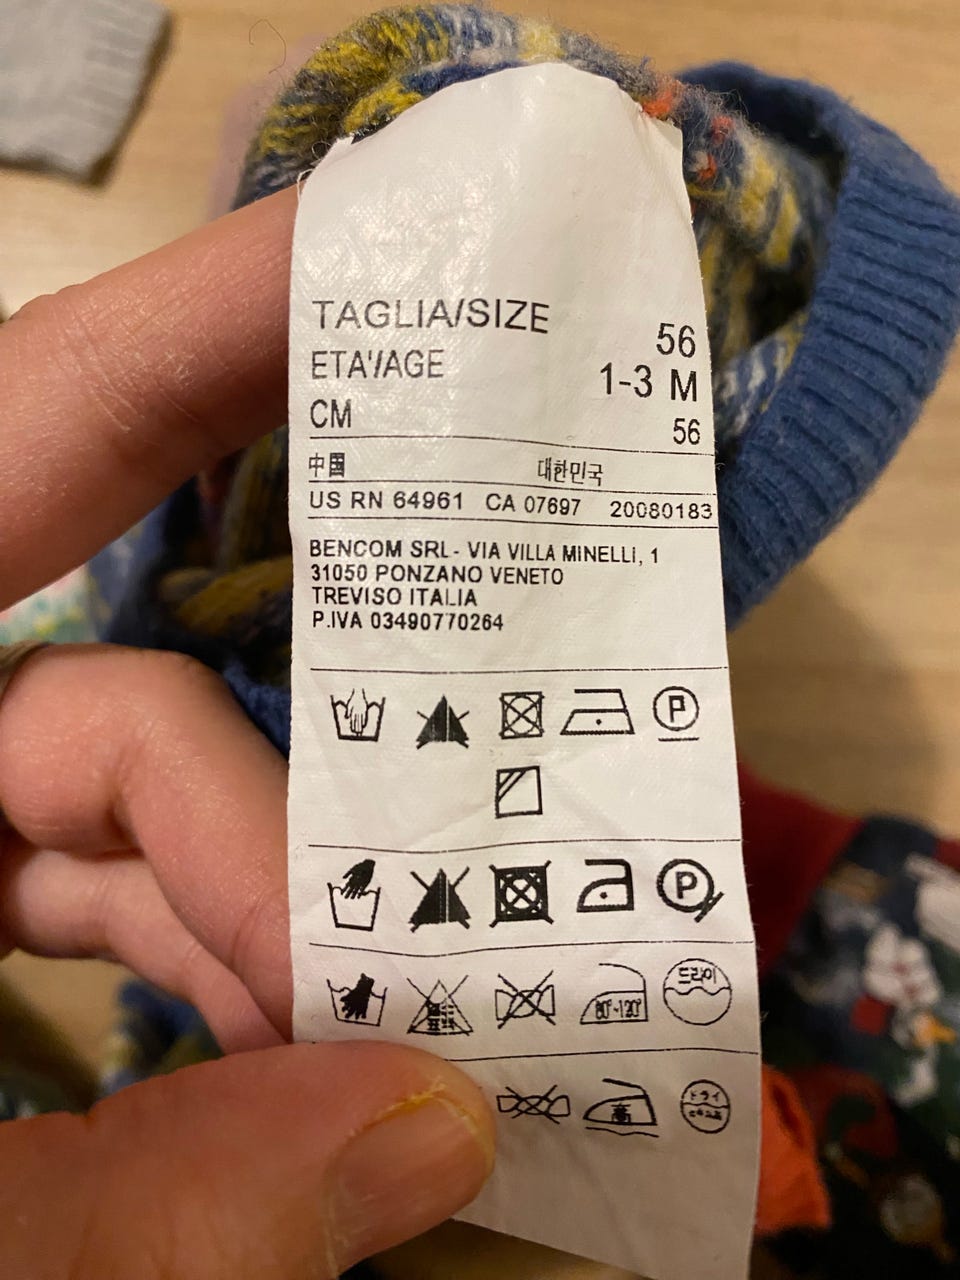 TAGLIA/SIZE 56
ETA'/AGE 1-3 M
CM 56
中国 대한민국
US RN 64961 CA 07697 20080183
BENCOM SRL- VIA VILLA MINELLI, 1
31050 PONZANO VENETO
TREVISO ITALIA
P.IVA 03490770264
P
P
80°~120° 드라이
高 ドライ